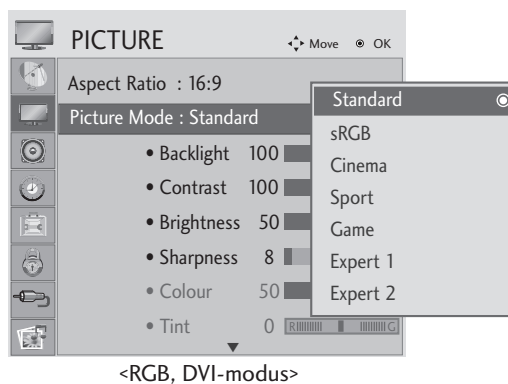 PICTURE
Move OK
Aspect Ratio : 16:9
Picture Mode : Standard
• Backlight 100
• Contrast 100
• Brightness 50
• Sharpness 8
• Colour 50
• Tint 0 R G
Standard
sRGB
Cinema
Sport
Game
Expert 1
Expert 2
<RGB, DVI-modus>